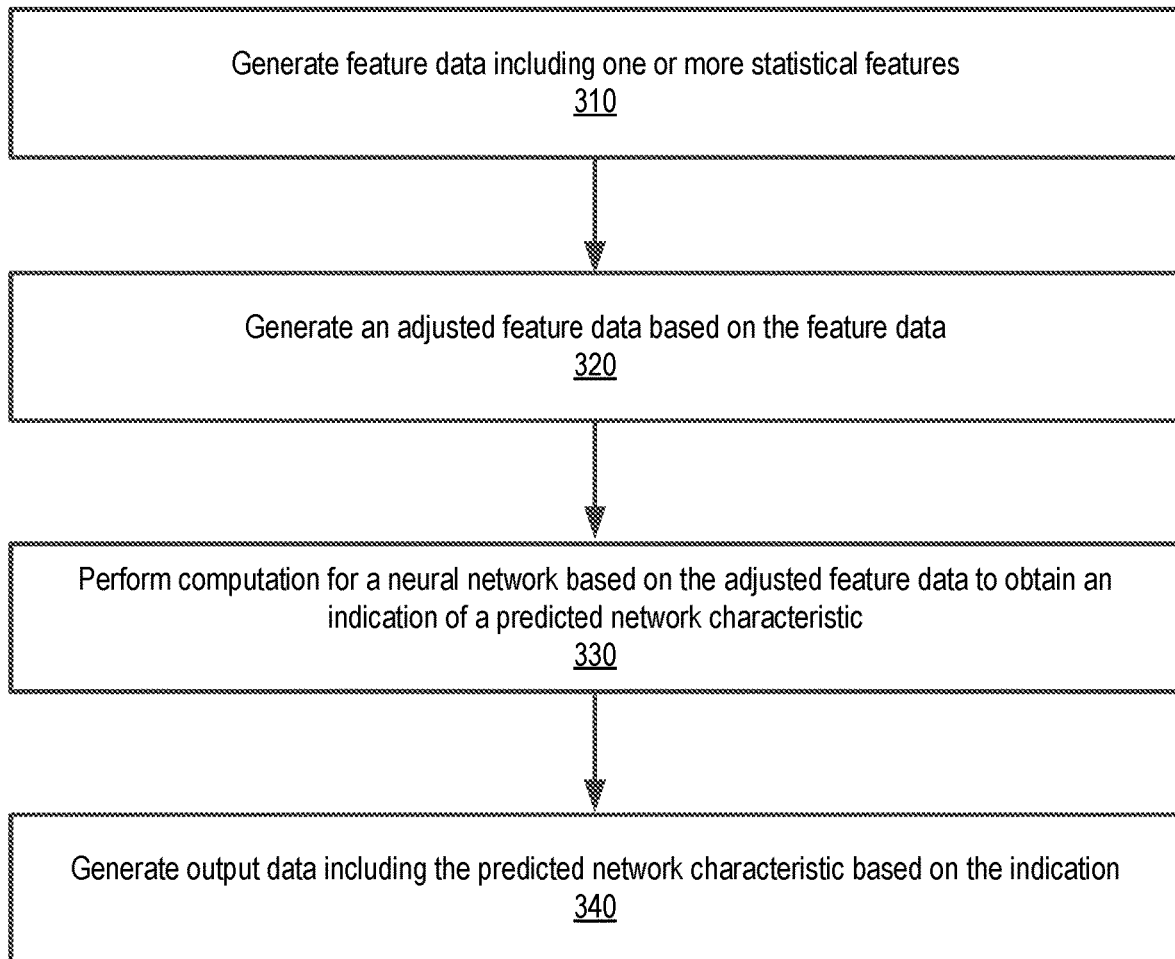 Generate feature data including one or more statistical features
310
Generate an adjusted feature data based on the feature data
320
Perform computation for a neural network based on the adjusted feature data to obtain an
indication of a predicted network characteristic
330
Generate output data including the predicted network characteristic based on the indication
340